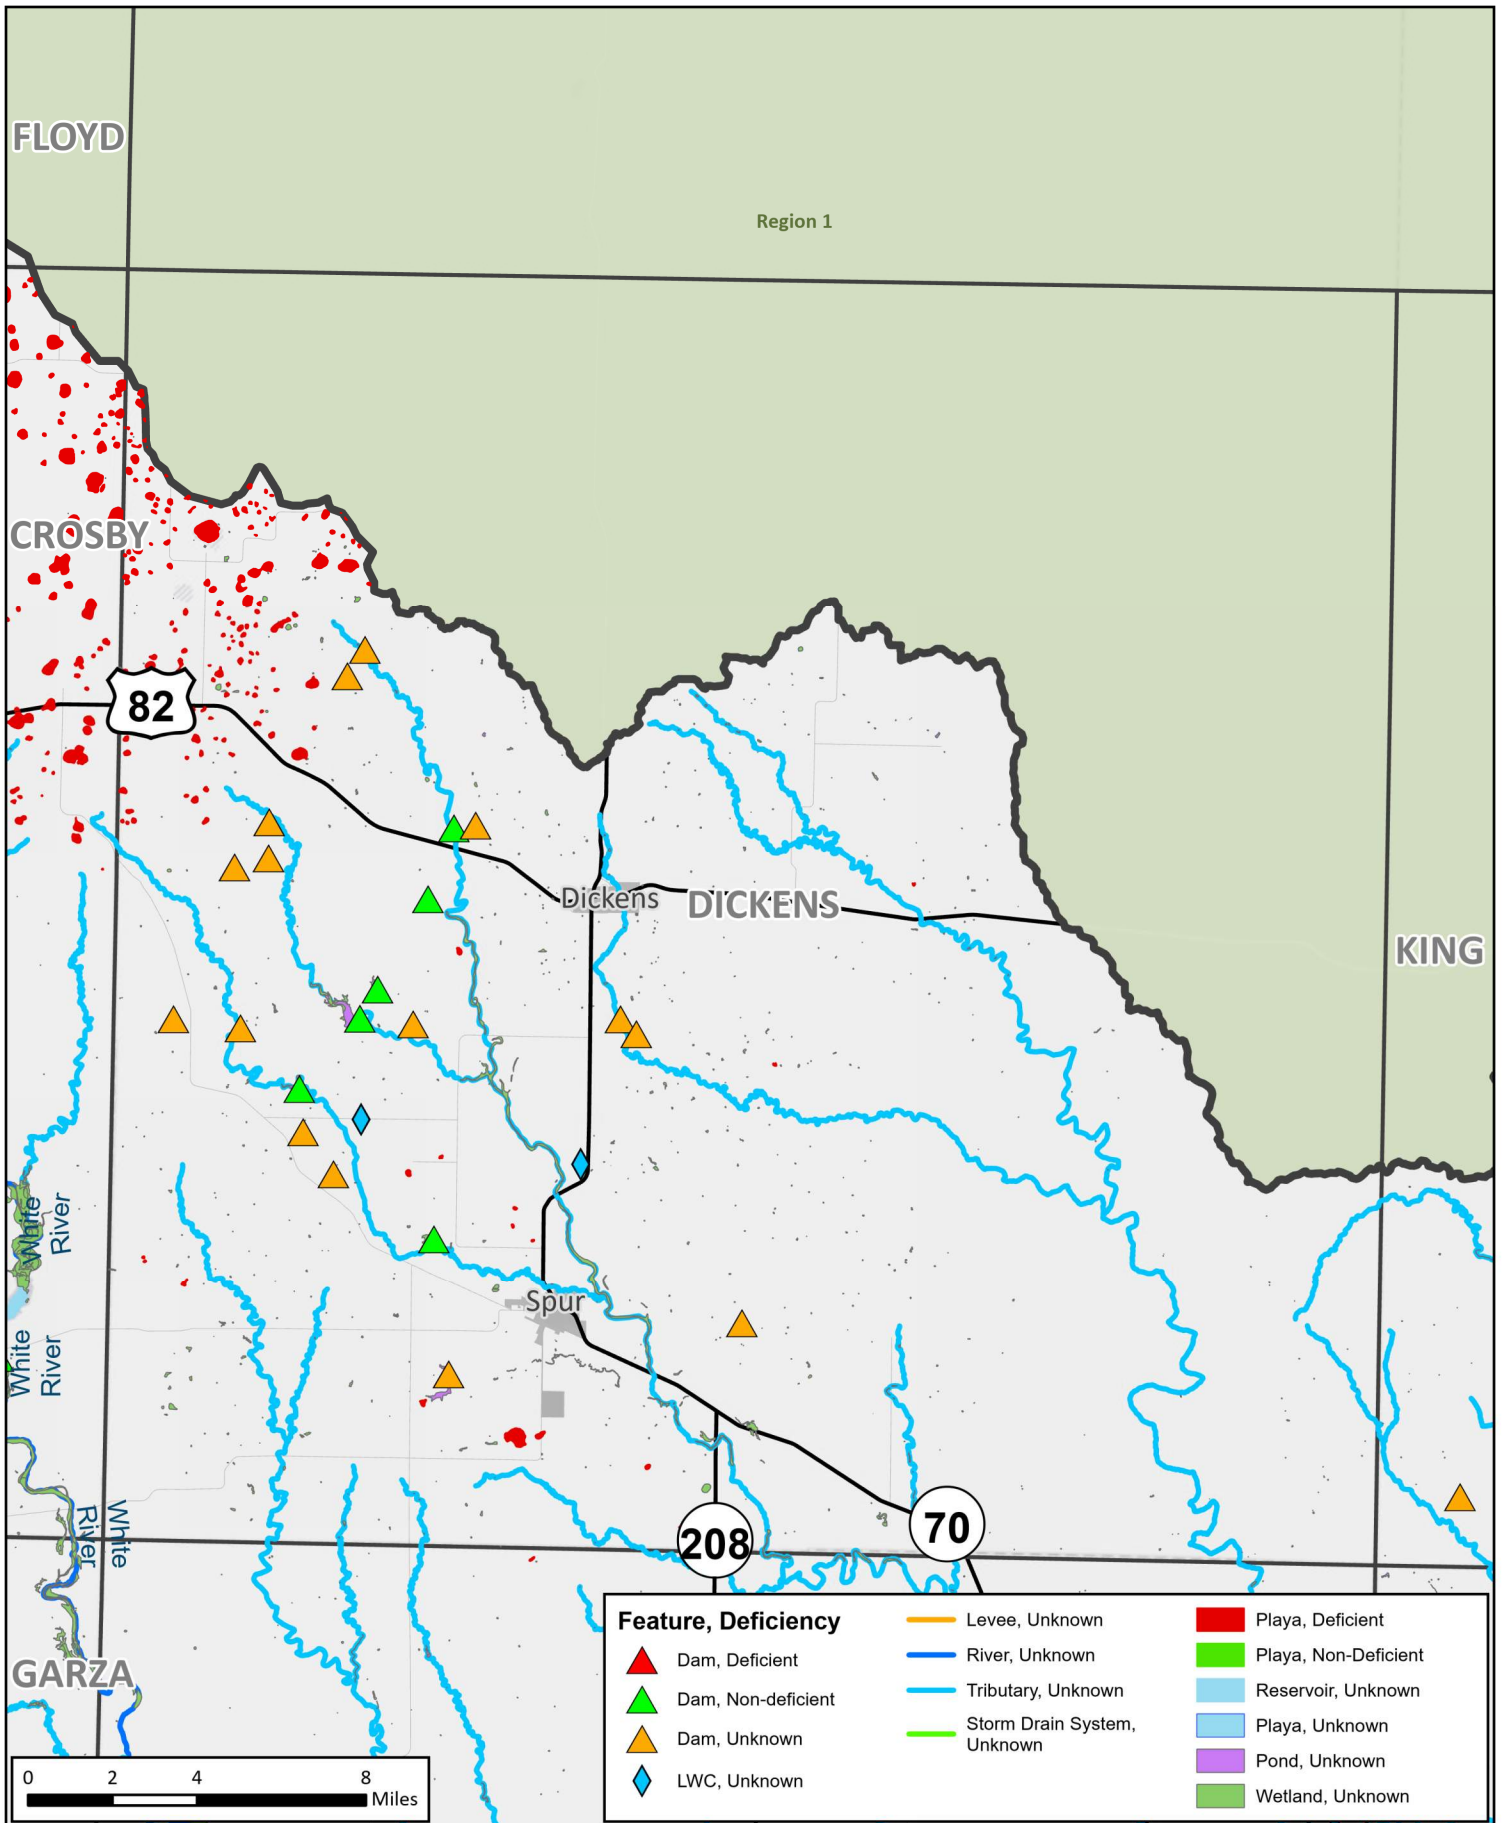 FLOYD
Region 1
CROSBY
82
Dickens
DICKENS
KING
White
River
Spur
White
River
White
River
208
70
GARZA
0 2 4 8
Miles
Feature, Deficiency
Dam, Deficient
Dam, Non-deficient
Dam, Unknown
LWC, Unknown
Levee, Unknown
River, Unknown
Tributary, Unknown
Storm Drain System,
Unknown
Playa, Deficient
Playa, Non-Deficient
Reservoir, Unknown
Playa, Unknown
Pond, Unknown
Wetland, Unknown